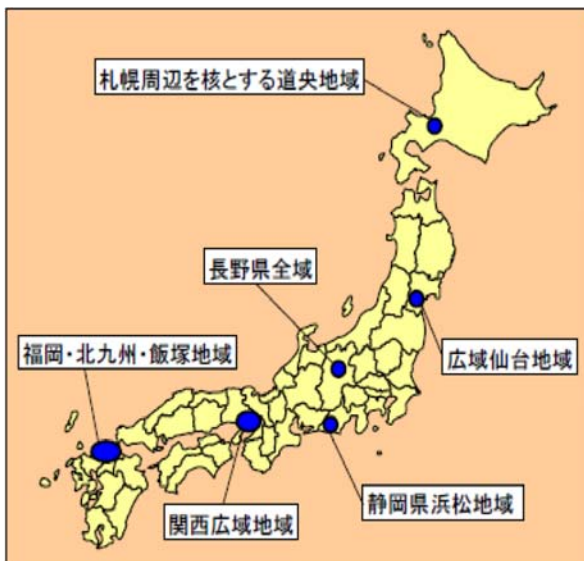 札幌周辺を核とする道央地域
長野県全域
福岡・北九州・飯塚地域
広域仙台地域
静岡県浜松地域
関西広域地域